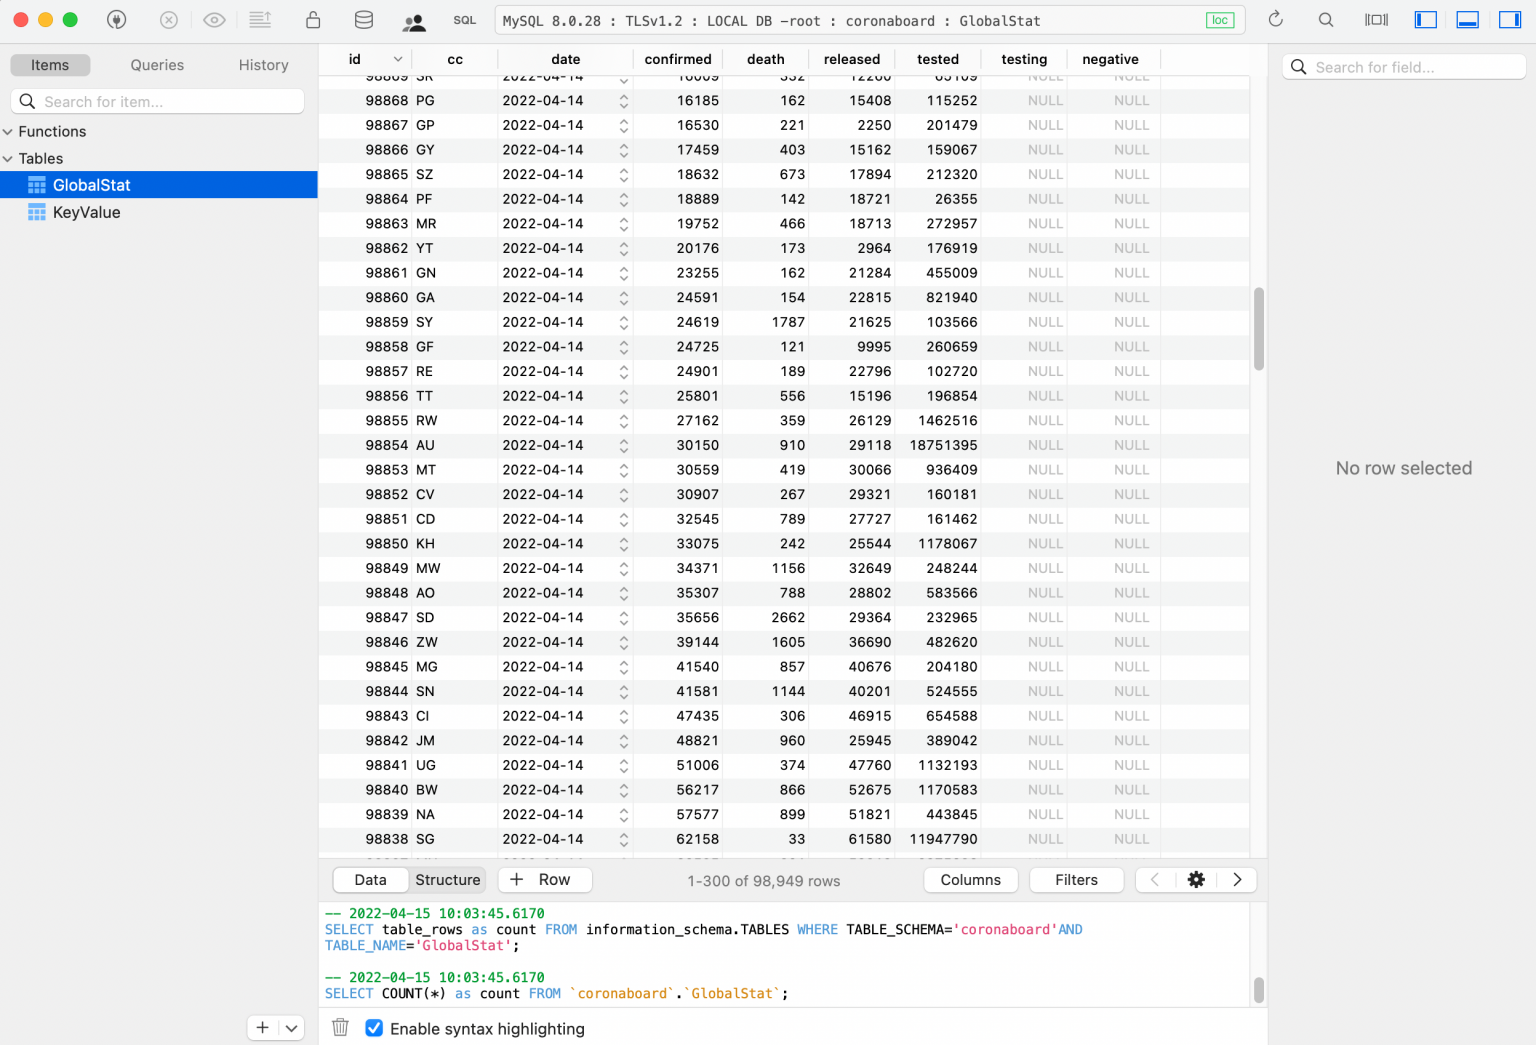 SQL
MySQL 8.0.28 : TLSv1.2 : LOCAL DB -root : coronaboard : GlobalStat
loc
Items Queries History
Search for item...
Functions
Tables
GlobalStat
KeyValue
id cc date confirmed death released tested testing negative
98869 SR 2022-04-14 332 12260 65109 NULL NULL
98868 PG 2022-04-14 16185 162 15408 115252 NULL NULL
98867 GP 2022-04-14 16530 221 2250 201479 NULL NULL
98866 GY 2022-04-14 17459 403 15162 159067 NULL NULL
98865 SZ 2022-04-14 18632 673 17894 212320 NULL NULL
98864 PF 2022-04-14 18889 142 18721 26355 NULL NULL
98863 MR 2022-04-14 19752 466 18713 272957 NULL NULL
98862 YT 2022-04-14 20176 173 2964 176919 NULL NULL
98861 GN 2022-04-14 23255 162 21284 455009 NULL NULL
98860 GA 2022-04-14 24591 154 22815 821940 NULL NULL
98859 SY 2022-04-14 24619 1787 21625 103566 NULL NULL
98858 GF 2022-04-14 24725 121 9995 260659 NULL NULL
98857 RE 2022-04-14 24901 189 22796 102720 NULL NULL
98856 TT 2022-04-14 25801 556 15196 196854 NULL NULL
98855 RW 2022-04-14 27162 359 26129 1462516 NULL NULL
98854 AU 2022-04-14 30150 910 29118 18751395 NULL NULL
98853 MT 2022-04-14 30559 419 30066 936409 NULL NULL
98852 CV 2022-04-14 30907 267 29321 160181 NULL NULL
98851 CD 2022-04-14 32545 789 27727 161462 NULL NULL
98850 KH 2022-04-14 33075 242 25544 1178067 NULL NULL
98849 MW 2022-04-14 34371 1156 32649 248244 NULL NULL
98848 AO 2022-04-14 35307 788 28802 583566 NULL NULL
98847 SD 2022-04-14 35656 2662 29364 232965 NULL NULL
98846 ZW 2022-04-14 39144 1605 36690 482620 NULL NULL
98845 MG 2022-04-14 41540 857 40676 204180 NULL NULL
98844 SN 2022-04-14 41581 1144 40201 524555 NULL NULL
98843 CI 2022-04-14 47435 306 46915 654588 NULL NULL
98842 JM 2022-04-14 48821 960 25945 389042 NULL NULL
98841 UG 2022-04-14 51006 374 47760 1132193 NULL NULL
98840 BW 2022-04-14 56217 866 52675 1170583 NULL NULL
98839 NA 2022-04-14 57577 899 51821 443845 NULL NULL
98838 SG 2022-04-14 62158 33 61580 11947790 NULL NULL
Search for field...
No row selected
Data Structure + Row 1-300 of 98,949 rows Columns Filters
-- 2022-04-15 10:03:45.6170
SELECT table_rows as count FROM information_schema.TABLES WHERE TABLE_SCHEMA='coronaboard'AND
TABLE_NAME='GlobalStat';
-- 2022-04-15 10:03:45.6170
SELECT COUNT(*) as count FROM `coronaboard`.`GlobalStat`;
Enable syntax highlighting